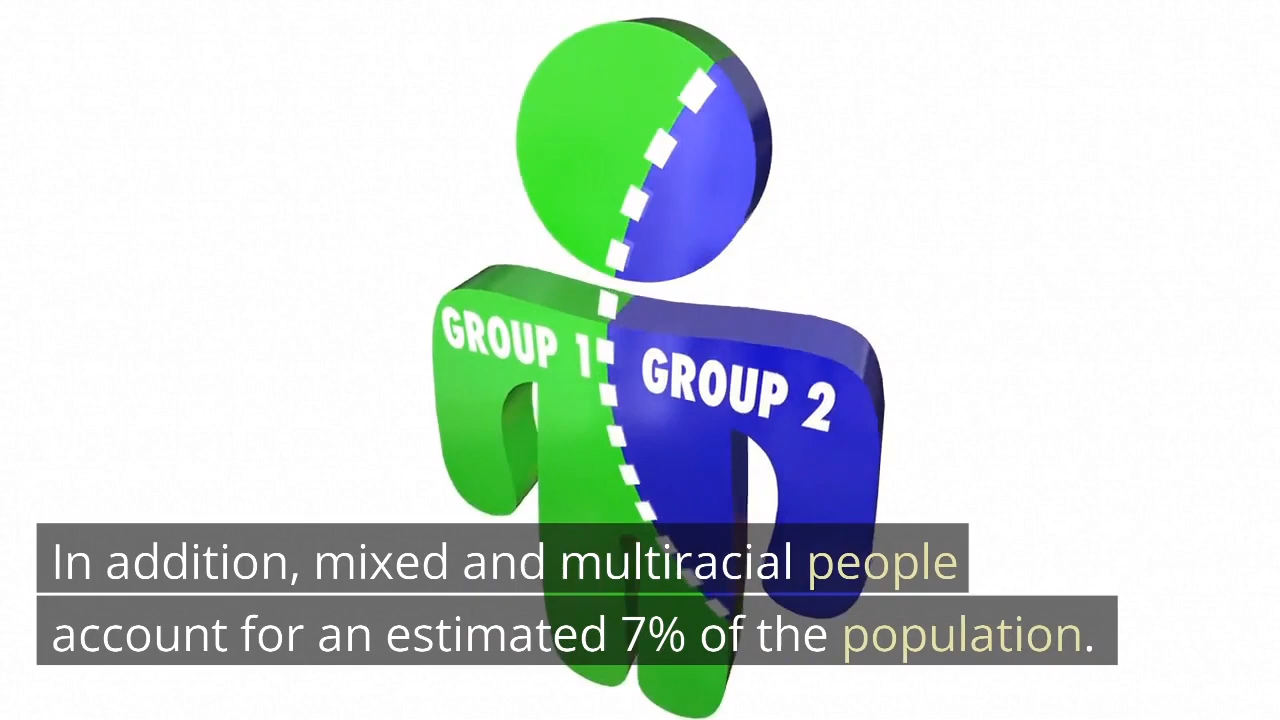 GROUP 1
GROUP 2
In addition, mixed and multiracial people
account for an estimated 7% of the population.